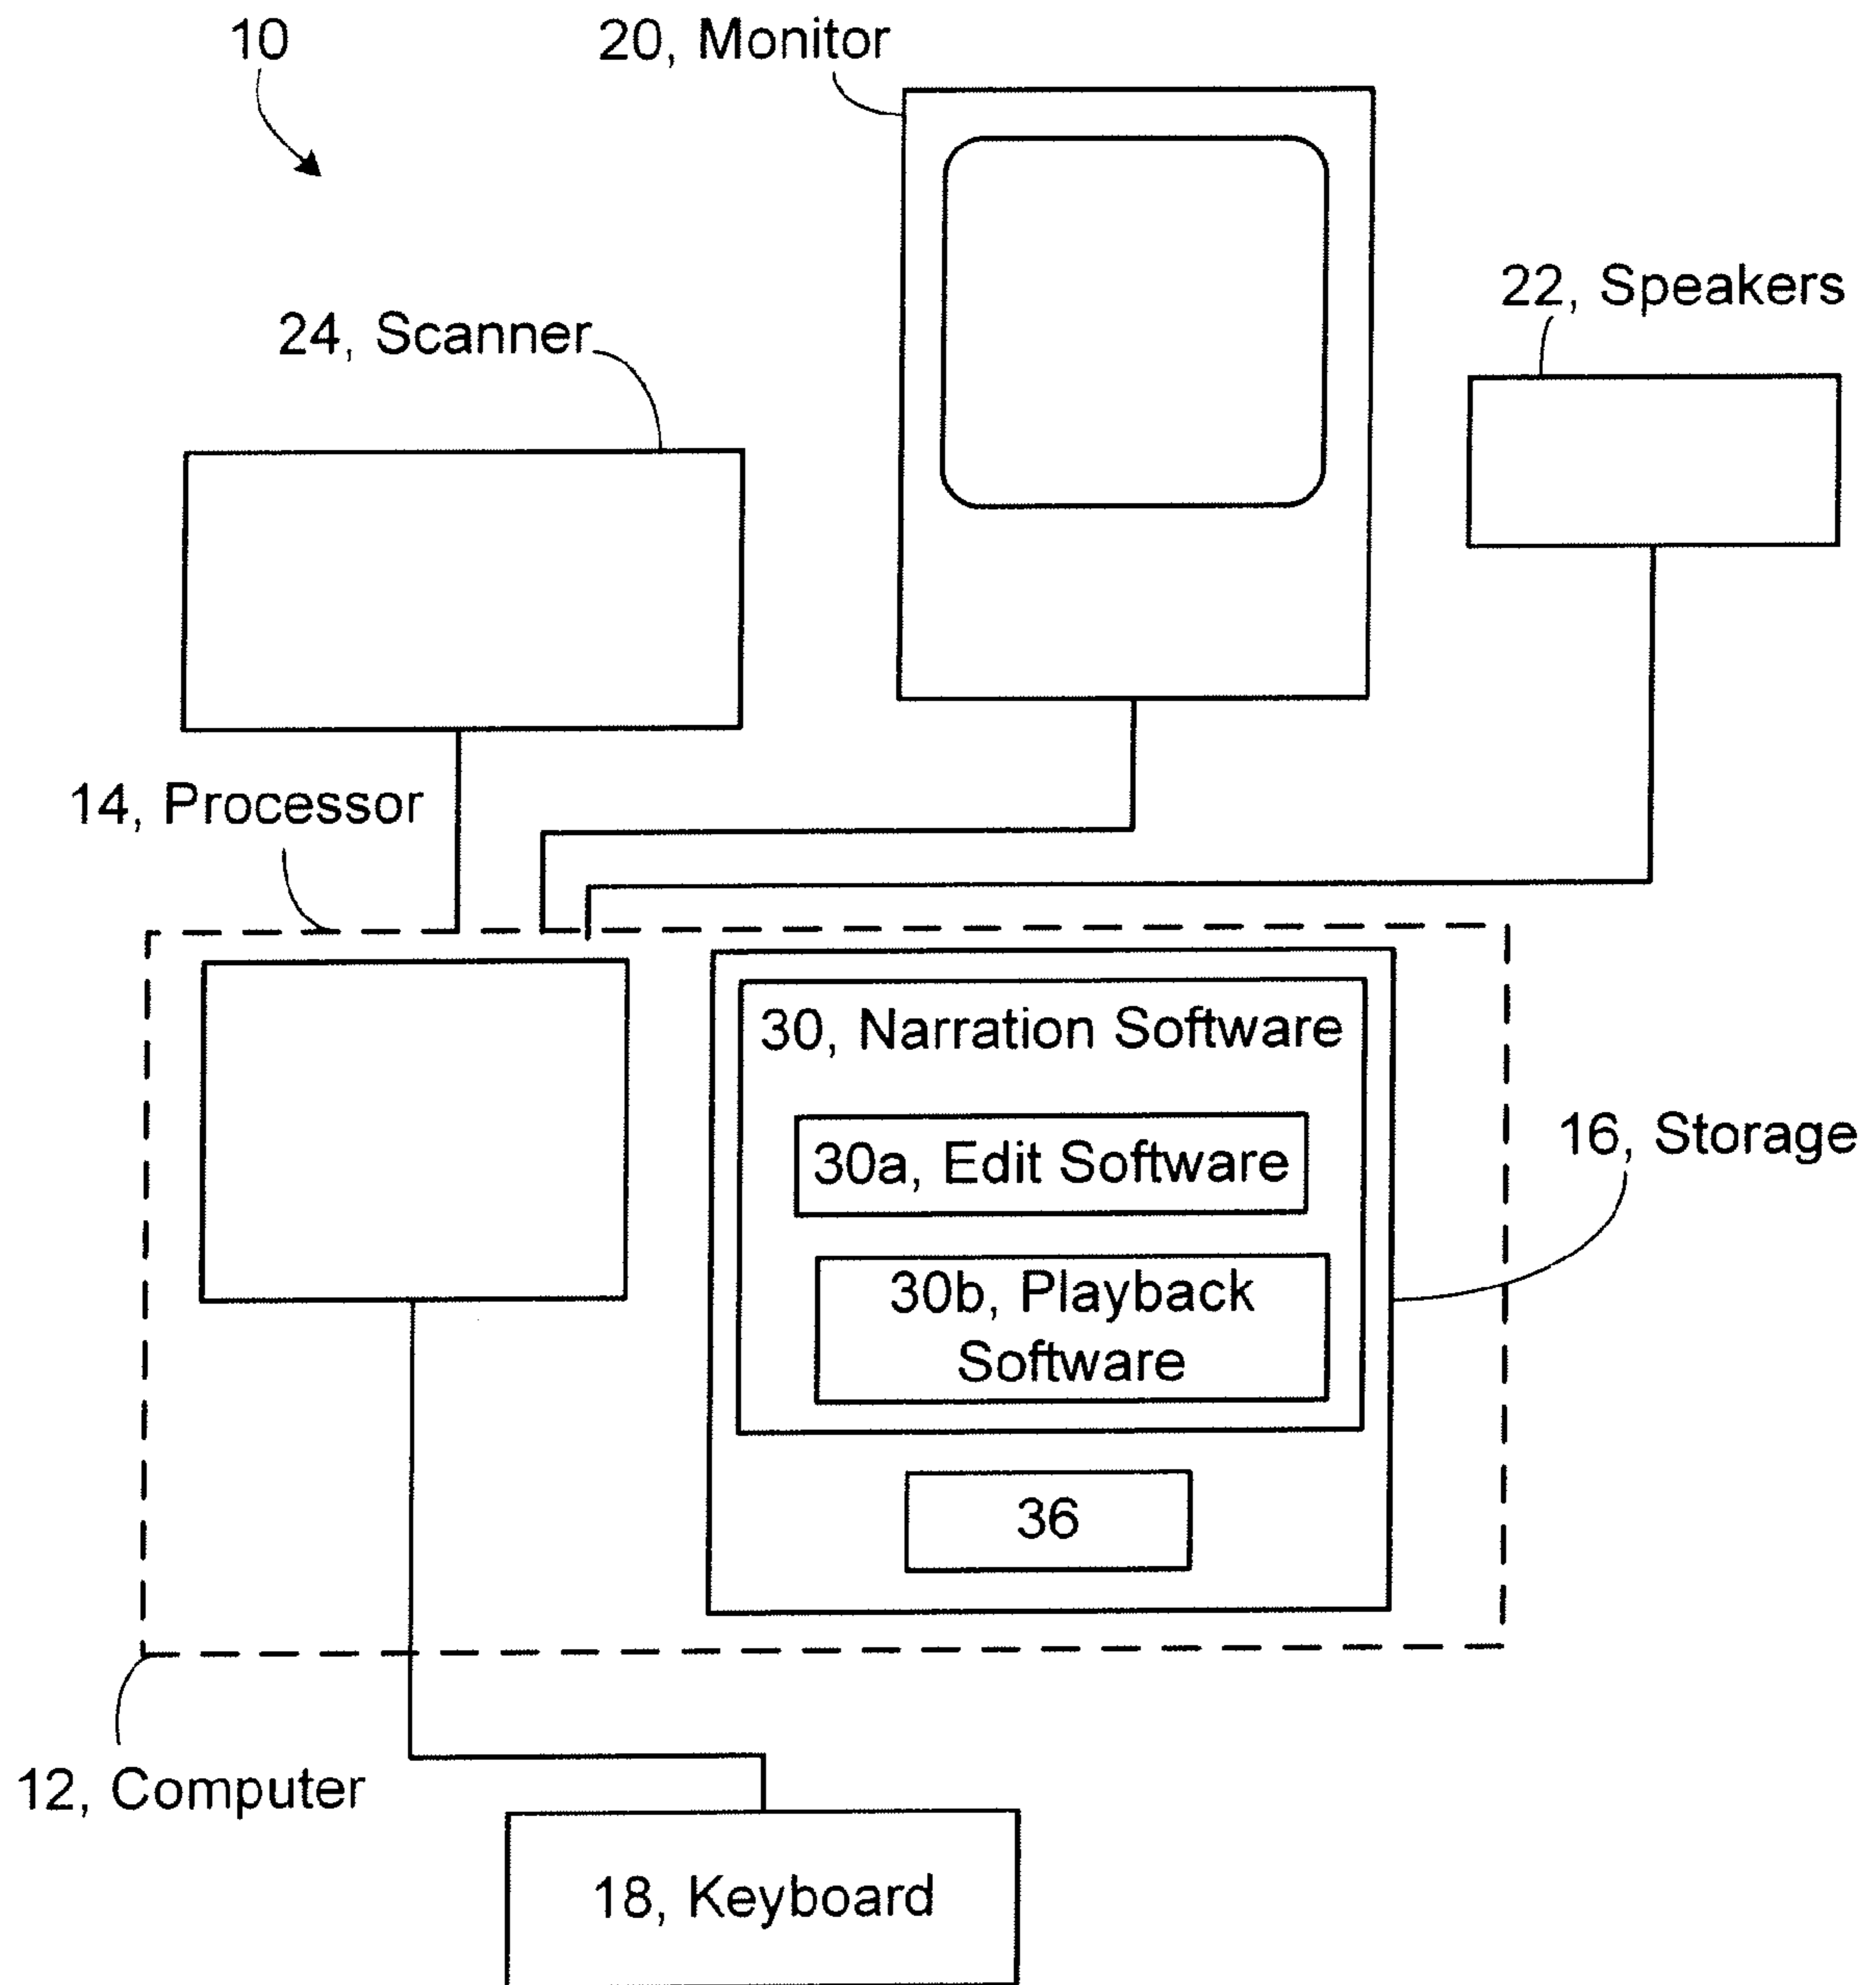 10
20, Monitor
22, Speakers
24, Scanner
14, Processor
30, Narration Software
30a, Edit Software
16, Storage
30b, Playback
Software
36
12, Computer
18, Keyboard